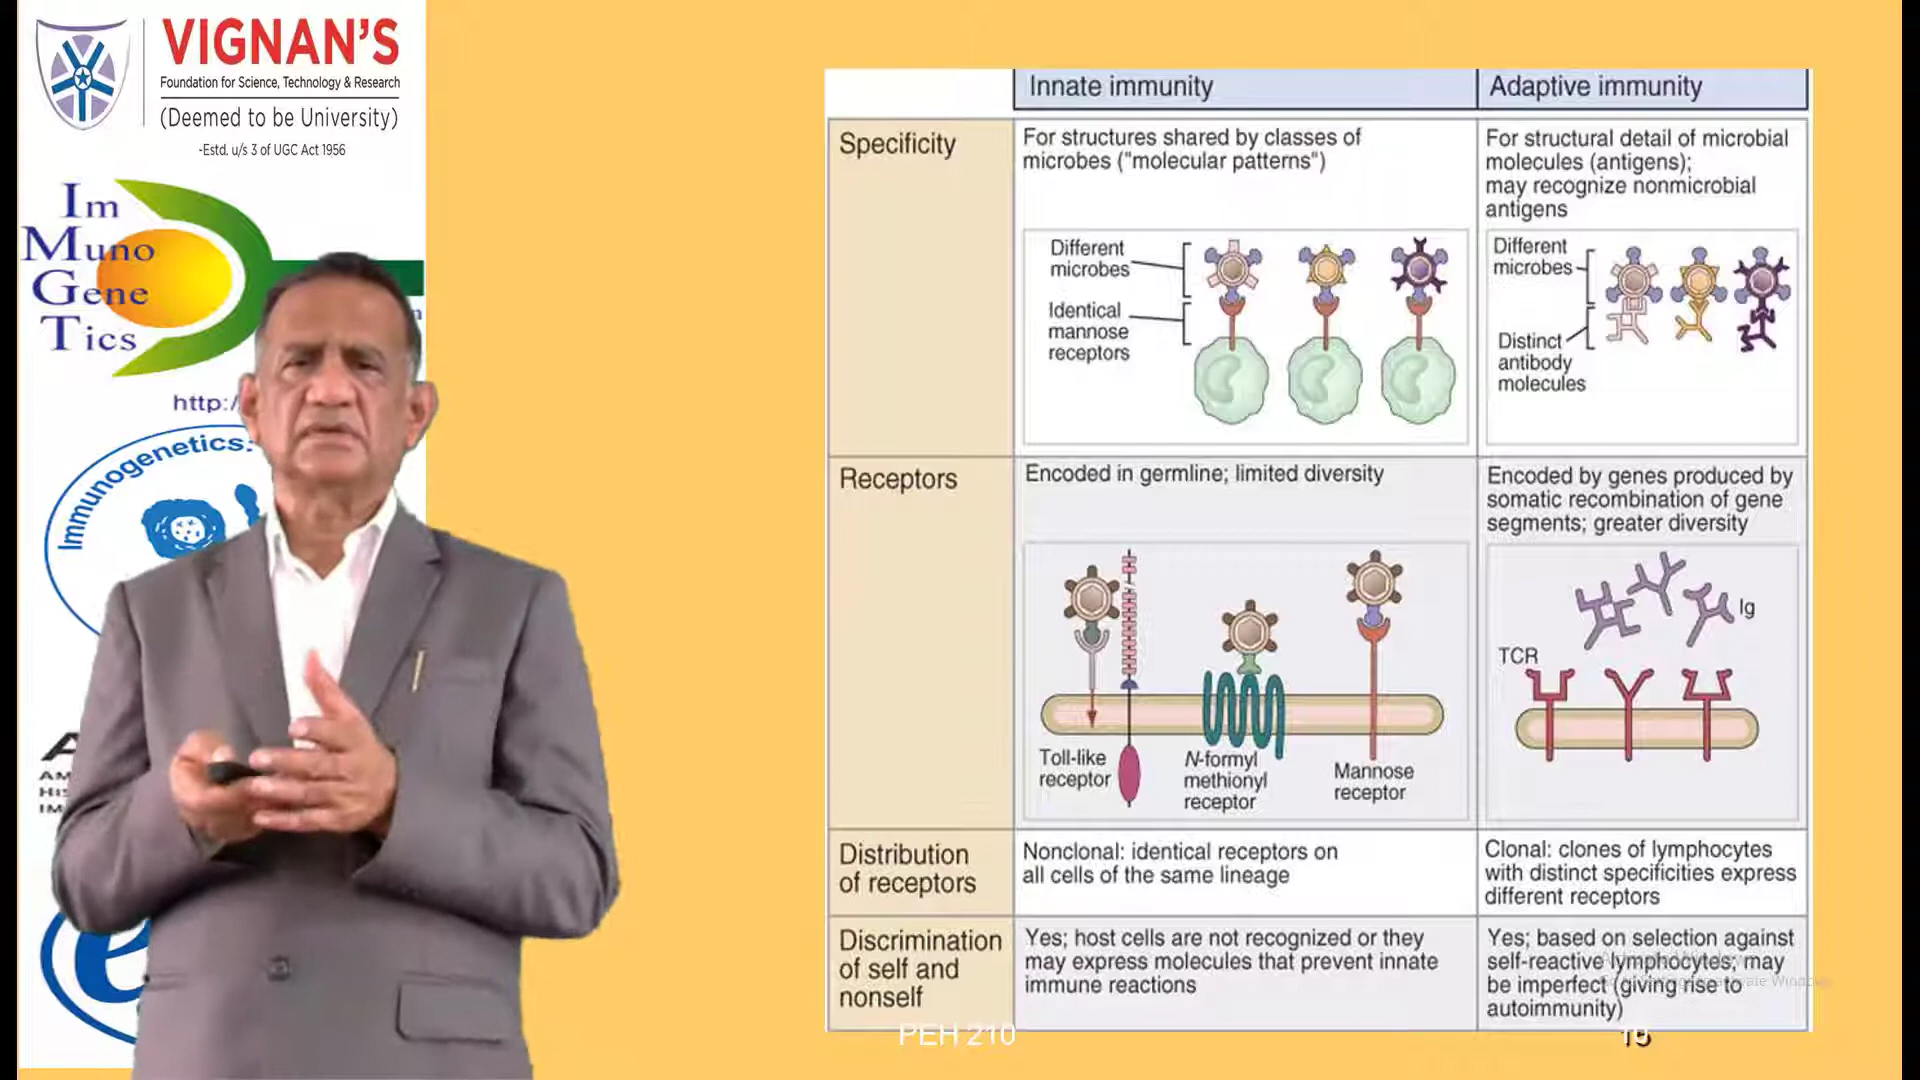 VIGNAN'S
Foundation for Science, Technology & Research
(Deemed to be University)
-Estd. u/s 3 of UGC Act 1956
Im
Muno
Gene
Tics
http:/
Immunogenetics:
Innate immunity
Adaptive immunity
Specificity
For structures shared by classes of
microbes ("molecular patterns")
For structural detail of microbial
molecules (antigens);
may recognize nonmicrobial
antigens
Different
microbes
Identical
mannose
receptors
Different
microbes
Distinct
antibody
molecules
Receptors
Encoded in germline; limited diversity
Encoded by genes produced by
somatic recombination of gene
segments; greater diversity
Toll-like
receptor
N-formyl
methionyl
receptor
Mannose
receptor
Ig
TCR
Distribution
of receptors
Nonclonal: identical receptors on
all cells of the same lineage
Clonal: clones of lymphocytes
with distinct specificities express
different receptors
Discrimination
of self and
nonself
Yes; host cells are not recognized or they
may express molecules that prevent innate
immune reactions
Yes; based on selection against
self-reactive lymphocytes; may
be imperfect (giving rise to
autoimmunity)
PEH 210